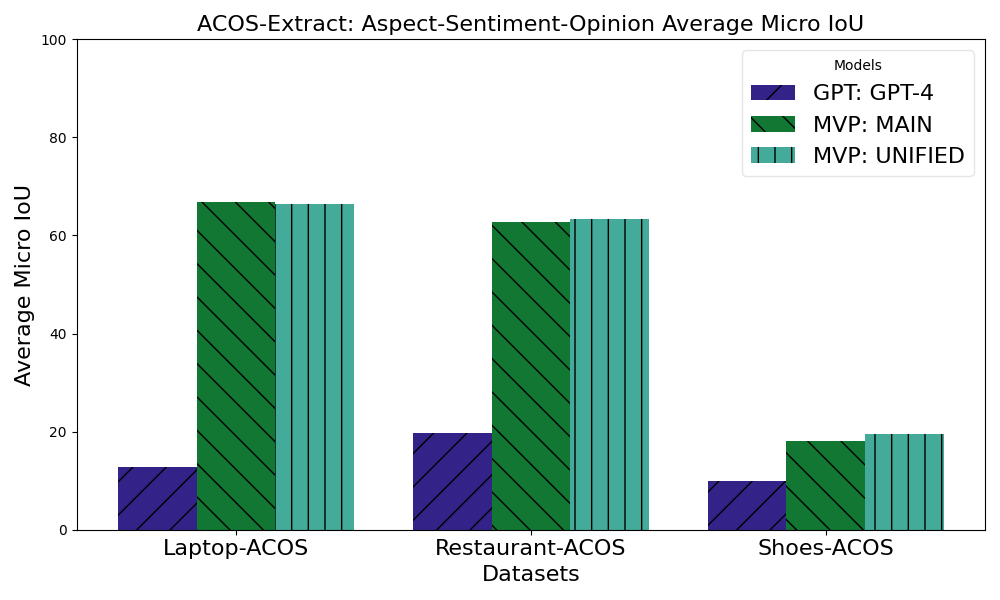 ACOS-Extract: Aspect-Sentiment-Opinion Average Micro IoU
Models
GPT: GPT-4
MVP: MAIN
MVP: UNIFIED
Average Micro IoU
100
80
60
40
20
0
Laptop-ACOS
Restaurant-ACOS
Shoes-ACOS
Datasets